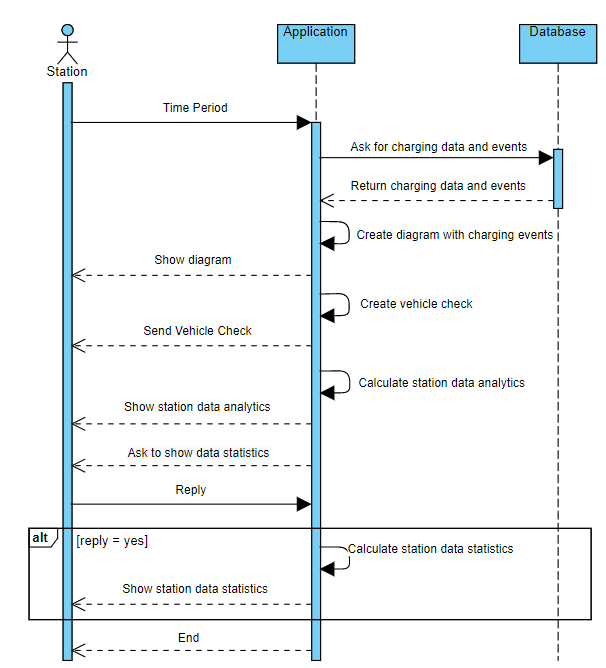 Application
Database
Station
Time Period
Ask for charging data and events
Return charging data and events
Create diagram with charging events
Show diagram
Create vehicle check
Send Vehicle Check
Calculate station data analytics
Show station data analytics
Ask to show data statistics
Reply
alt
[reply = yes]
Calculate station data statistics
Show station data statistics
End